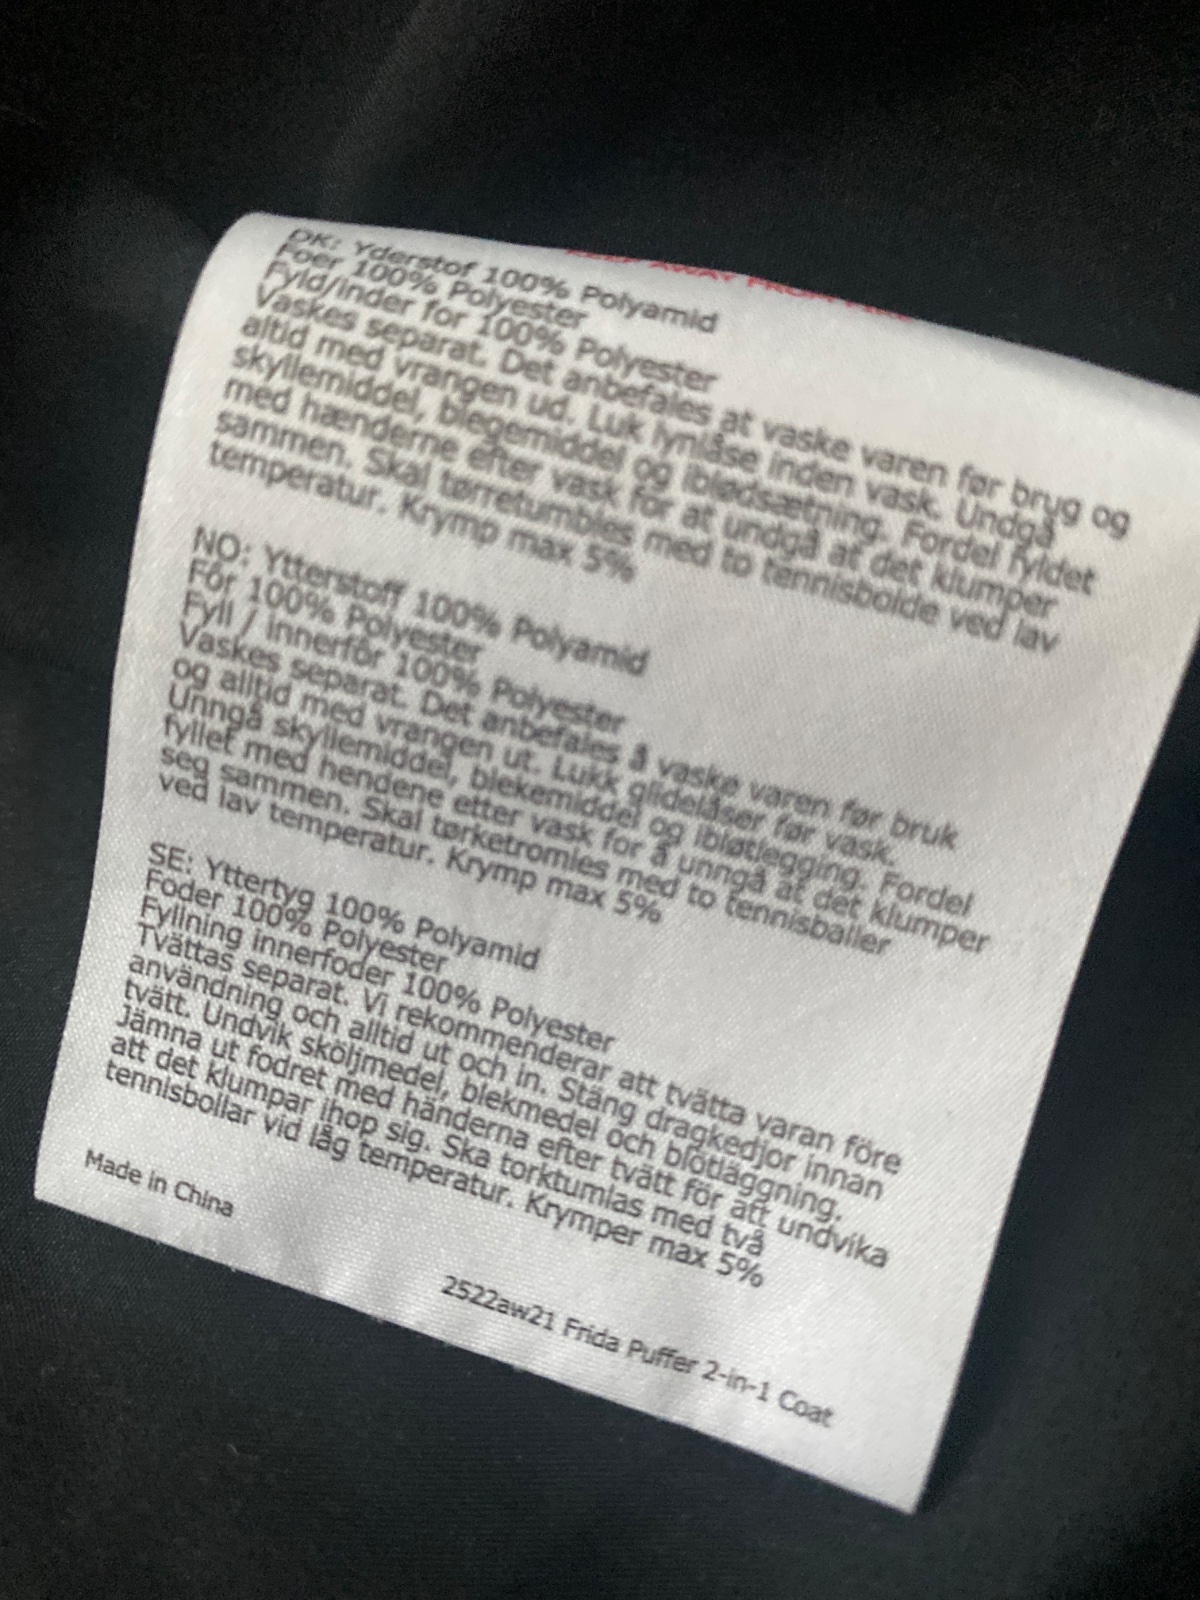 KEEP AWAY FROM FIRE
DK: Yderstof 100% Polyamid
Foer 100% Polyester
Fyld/inder for 100% Polyester
Vaskes separat. Det anbefales at vaske varen før brug og
altid med vrangen ud. Luk lynlåse inden vask. Undgå
skyllemiddel, blegemiddel og iblødsætning. Fordel fyldet
med hænderne efter vask for at undgå at det klumper
sammen. Skal tørretumbles med to tennisbolde ved lav
temperatur. Krymp max 5%
NO: Ytterstoff 100% Polyamid
Fôr 100% Polyester
Fyll / innerfôr 100% Polyester
Vaskes separat. Det anbefales å vaske varen før bruk
og alltid med vrangen ut. Lukk glidelåser før vask.
Unngå skyllemiddel, blekemiddel og ibløtlegging. Fordel
fyllet med hendene etter vask for å unngå at det klumper
seg sammen. Skal tørketromles med to tennisballer
ved lav temperatur. Krymp max 5%
SE: Yttertyg 100% Polyamid
Foder 100% Polyester
Fyllning innerfoder 100% Polyester
Tvättas separat. Vi rekommenderar att tvätta varan före
användning och alltid ut och in. Stäng dragkedjor innan
tvätt. Undvik sköljmedel, blekmedel och blötläggning.
Jämna ut fodret med händerna efter tvätt för att undvika
att det klumpar ihop sig. Ska torktumlas med två
tennisbollar vid låg temperatur. Krymper max 5%
Made in China
2522aw21 Frida Puffer 2-in-1 Coat